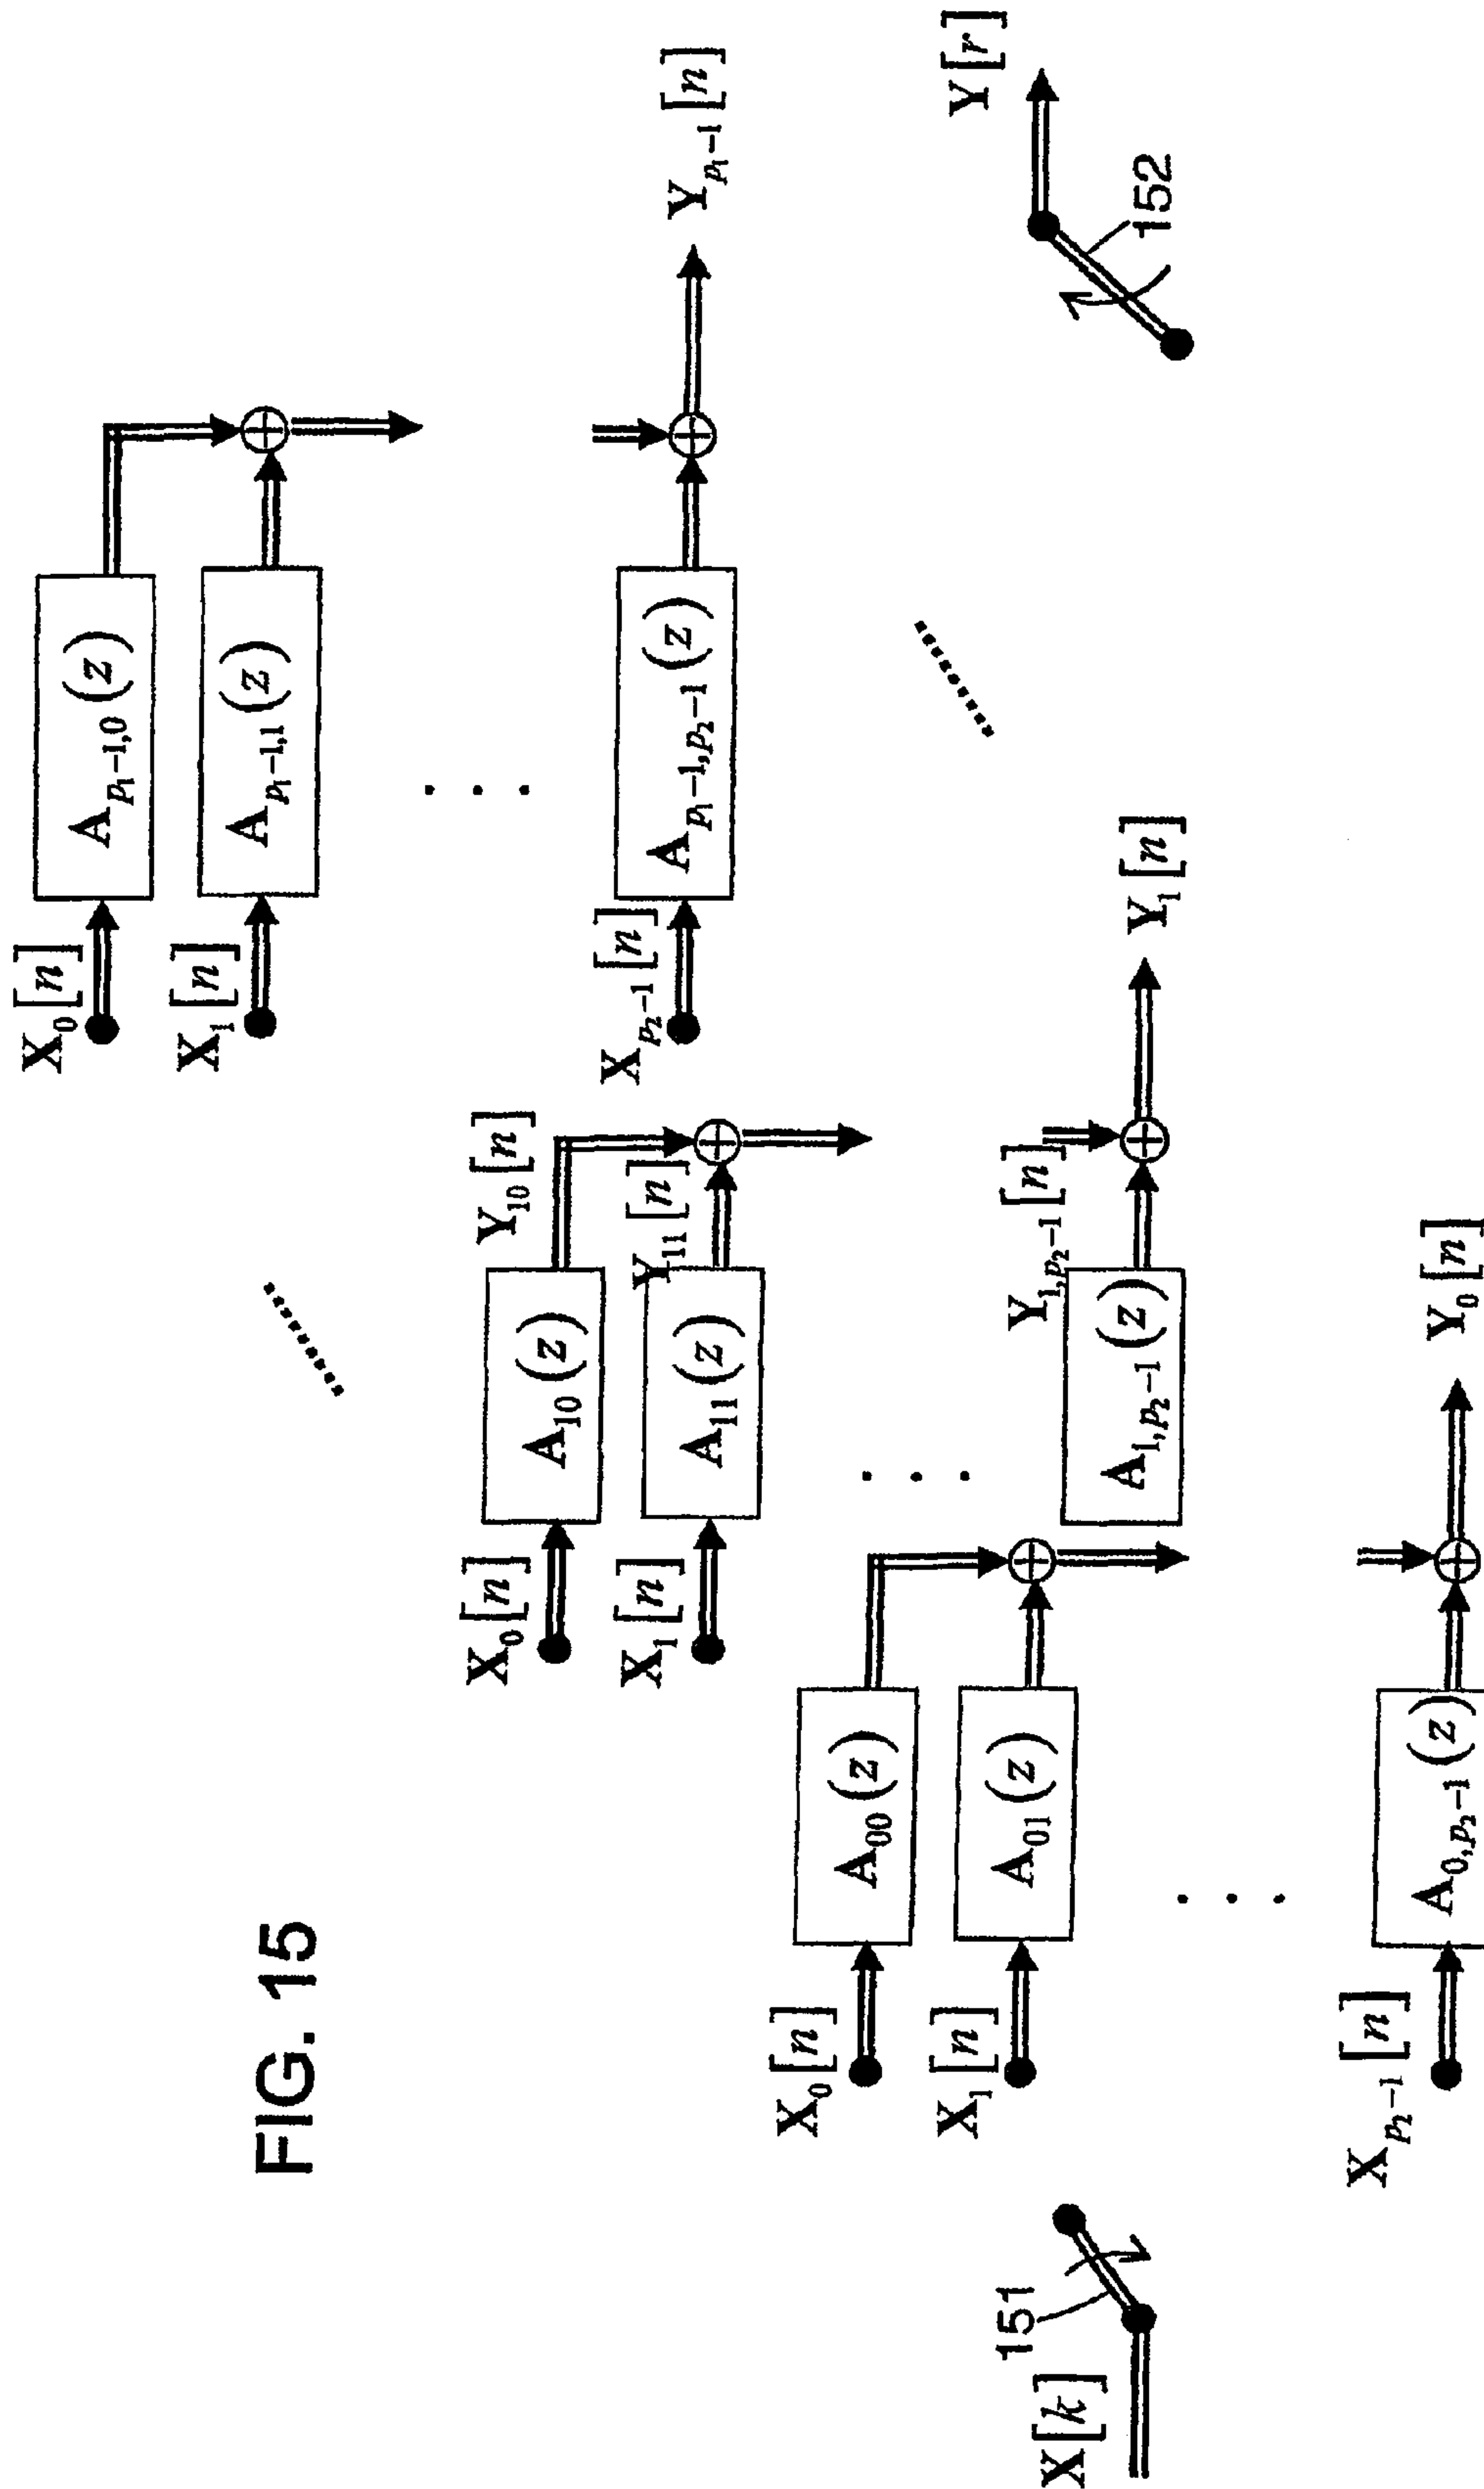 FIG. 15
X[k]
151
X₀[n]
A₀₀(z)
X₁[n]
A₀₁(z)
. . .
Xₚ₂₋₁[n]
A₀,ₚ₂₋₁(z)
Y₀[n]
X₀[n]
A₁₀(z)
Y₁₀[n]
X₁[n]
A₁₁(z)
Y₁₁[n]
. . .
A₁,ₚ₂₋₁(z)
Y₁,ₚ₂₋₁[n]
Y₁[n]
X₀[n]
Aₚ₁₋₁,₀(z)
X₁[n]
Aₚ₁₋₁,₁(z)
. . .
Xₚ₂₋₁[n]
Aₚ₁₋₁,ₚ₂₋₁(z)
Yₚ₁₋₁[n]
152
Y[r]